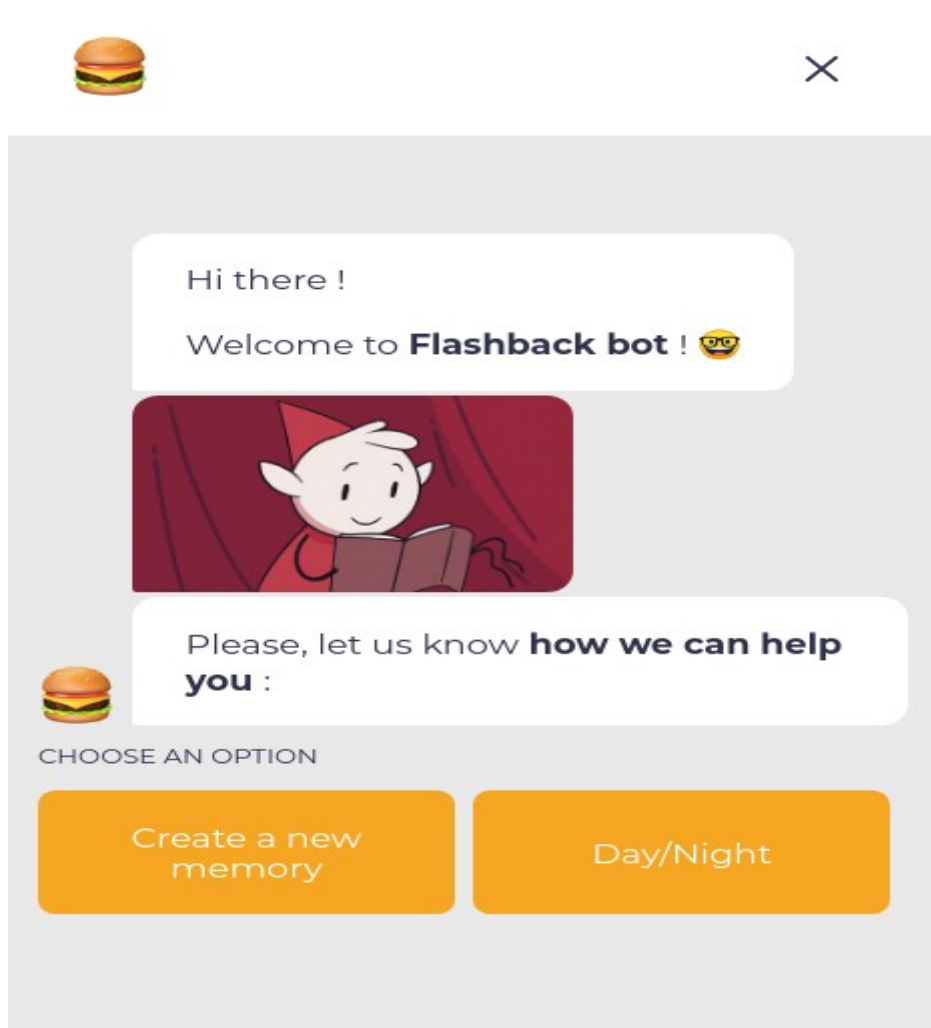 Hi there !
Welcome to Flashback bot ! 🤓
Please, let us know how we can help
you :
CHOOSE AN OPTION
Create a new
memory
Day/Night